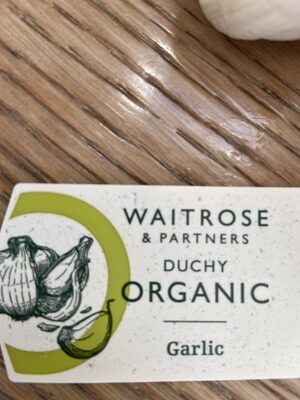 WAITROSE
& PARTNERS
DUCHY
ORGANIC
Garlic